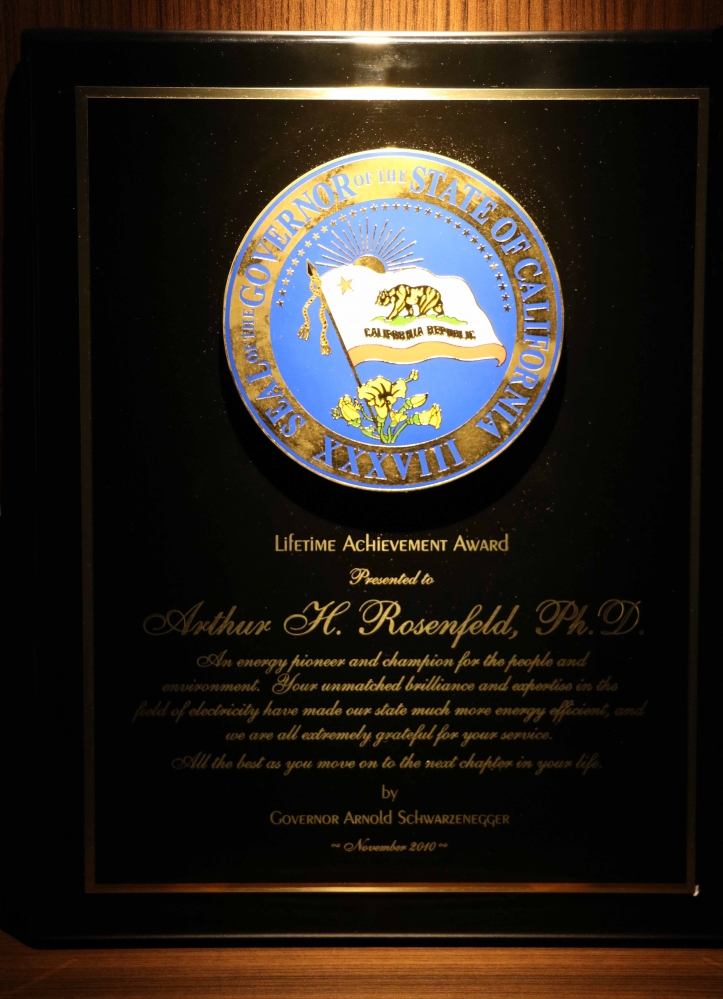 SEAL OF THE GOVERNOR OF THE STATE OF CALIFORNIA
CALIFORNIA REPUBLIC
XXXVIII
Lifetime Achievement Award
Presented to
Arthur H. Rosenfeld, Ph.D.
An energy pioneer and champion for the people and
environment. Your unmatched brilliance and expertise in the
field of electricity have made our state much more energy efficient, and
we are all extremely grateful for your service.
All the best as you move on to the next chapter in your life.
by
Governor Arnold Schwarzenegger
~ November 2010 ~